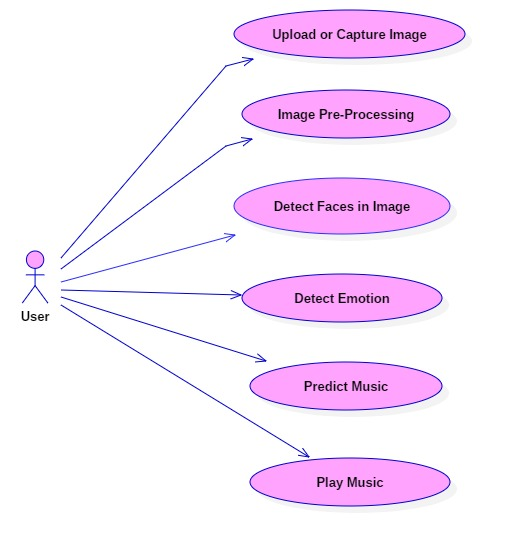 Upload or Capture Image
Image Pre-Processing
Detect Faces in Image
User
Detect Emotion
Predict Music
Play Music